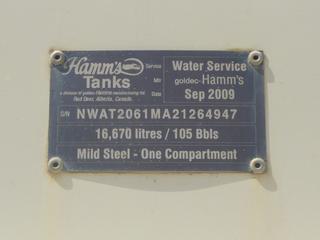 Hamm's Service Water Service
Tanks Mfr goldec-Hamm's
a division of goldec Hamms manufacturing ltd.
Red Deer, Alberta, Canada. Date Sep 2009
S/N NWAT2061MA21264947
16,670 litres / 105 Bbls
Mild Steel - One Compartment